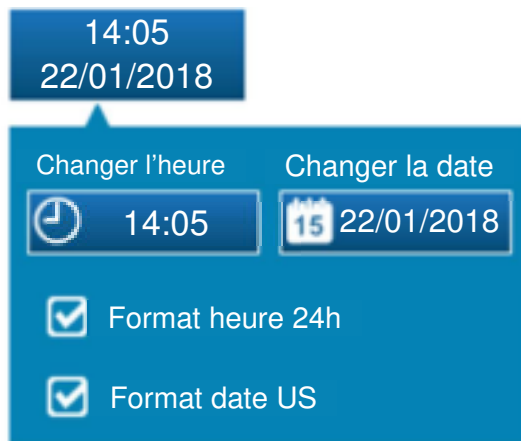 14:05
22/01/2018
Changer l'heure
Changer la date
14:05
15
22/01/2018
Format heure 24h
Format date US